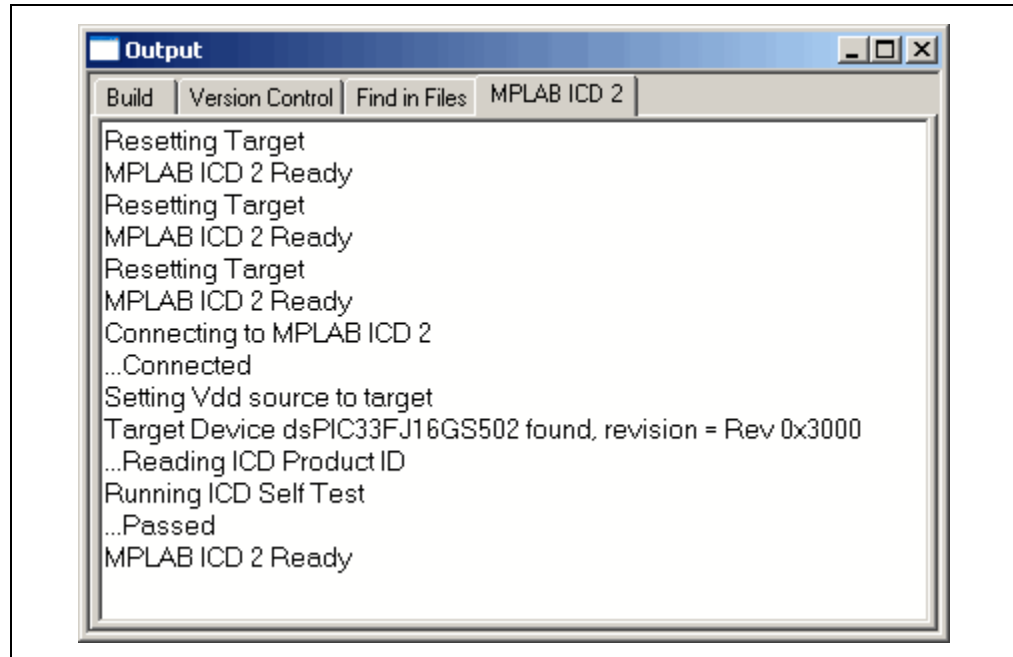 Output
Build Version Control Find in Files MPLAB ICD 2
Resetting Target
MPLAB ICD 2 Ready
Resetting Target
MPLAB ICD 2 Ready
Resetting Target
MPLAB ICD 2 Ready
Connecting to MPLAB ICD 2
...Connected
Setting Vdd source to target
Target Device dsPIC33FJ16GS502 found, revision = Rev 0x3000
...Reading ICD Product ID
Running ICD Self Test
...Passed
MPLAB ICD 2 Ready